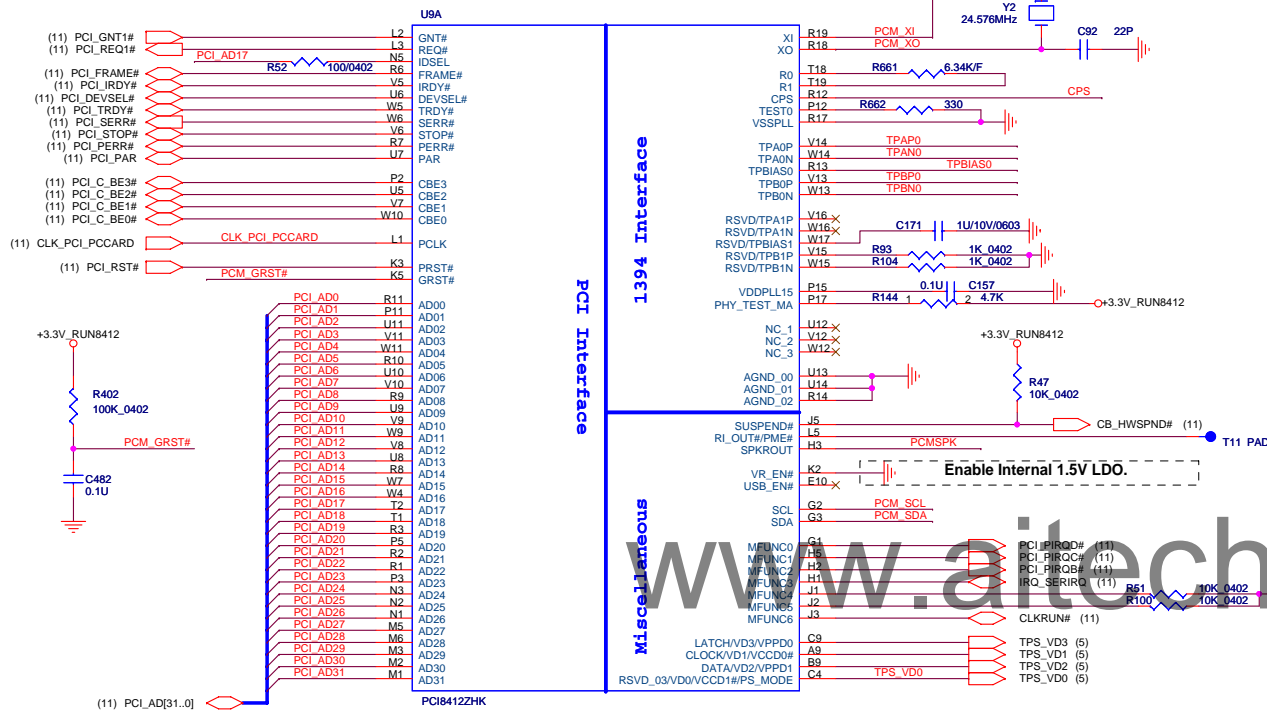 U9A
Y2
24.576MHz
(11) PCI_GNT1# L2 GNT#
(11) PCI_REQ1# L3 REQ#
PCI_AD17 R52 100/0402 N5 IDSEL
(11) PCI_FRAME# R6 FRAME#
(11) PCI_IRDY# V5 IRDY#
(11) PCI_DEVSEL# U6 DEVSEL#
(11) PCI_TRDY# W5 TRDY#
(11) PCI_SERR# W6 SERR#
(11) PCI_STOP# V6 STOP#
(11) PCI_PERR# R7 PERR#
(11) PCI_PAR U7 PAR
(11) PCI_C_BE3# P2 CBE3
(11) PCI_C_BE2# U5 CBE2
(11) PCI_C_BE1# V7 CBE1
(11) PCI_C_BE0# W10 CBE0
(11) CLK_PCI_PCCARD CLK_PCI_PCCARD L1 PCLK
(11) PCI_RST# K3 PRST#
PCM_GRST# K5 GRST#
PCI_AD0 R11 AD00
PCI_AD1 P11 AD01
PCI_AD2 U11 AD02
PCI_AD3 V11 AD03
PCI_AD4 W11 AD04
PCI_AD5 R10 AD05
PCI_AD6 U10 AD06
PCI_AD7 V10 AD07
PCI_AD8 R9 AD08
PCI_AD9 U9 AD09
PCI_AD10 V9 AD10
PCI_AD11 W9 AD11
PCI_AD12 V8 AD12
PCI_AD13 U8 AD13
PCI_AD14 R8 AD14
PCI_AD15 W7 AD15
PCI_AD16 W4 AD16
PCI_AD17 T2 AD17
PCI_AD18 T1 AD18
PCI_AD19 R3 AD19
PCI_AD20 P5 AD20
PCI_AD21 R2 AD21
PCI_AD22 R1 AD22
PCI_AD23 P3 AD23
PCI_AD24 N3 AD24
PCI_AD25 N2 AD25
PCI_AD26 N1 AD26
PCI_AD27 M5 AD27
PCI_AD28 M6 AD28
PCI_AD29 M3 AD29
PCI_AD30 M2 AD30
PCI_AD31 M1 AD31
(11) PCI_AD[31..0]
PCI8412ZHK
+3.3V_RUN8412
R402
100K_0402
PCM_GRST#
C482
0.1U
PCI Interface
1394 Interface
Miscellaneous
XI R19 PCM_XI
XO R18 PCM_XO C92 22P
R0 T18 R661 6.34K/F
R1 T19
CPS R12 CPS
TEST0 P12 R662 330
VSSPLL R17
TPA0P V14 TPAP0
TPA0N W14 TPAN0
TPBIAS0 R13 TPBIAS0
TPB0P V13 TPBP0
TPB0N W13 TPBN0
RSVD/TPA1P V16
RSVD/TPA1N W16
RSVD/TPBIAS1 W17 C171 1U/10V/0603
RSVD/TPB1P V15 R93 1K_0402
RSVD/TPB1N W15 R104 1K_0402
VDDPLL15 P15 0.1U C157
PHY_TEST_MA P17 R144 1 2 4.7K +3.3V_RUN8412
NC_1 U12
NC_2 V12
NC_3 W12
+3.3V_RUN8412
R47
10K_0402
AGND_00 U13
AGND_01 U14
AGND_02 R14
SUSPEND# J5 CB_HWSPND# (11)
RI_OUT#/PME# L5 T11 PAD
SPKROUT H3 PCMSPK
VR_EN# K2 Enable Internal 1.5V LDO.
USB_EN# E10
SCL G2 PCM_SCL
SDA G3 PCM_SDA
MFUNC0 G1 PCI_PIRQD# (11)
MFUNC1 H5 PCI_PIRQC# (11)
MFUNC2 H2 PCI_PIRQB# (11)
MFUNC3 H1 IRQ_SERIRQ (11)
MFUNC4 J1 R51 10K_0402
MFUNC5 J2 R100 10K_0402
MFUNC6 J3 CLKRUN# (11)
LATCH/VD3/VPPD0 C9 TPS_VD3 (5)
CLOCK/VD1/VCCD0# A9 TPS_VD1 (5)
DATA/VD2/VPPD1 B9 TPS_VD2 (5)
RSVD_03/VD0/VCCD1#/PS_MODE C4 TPS_VD0 TPS_VD0 (5)
www.aitech